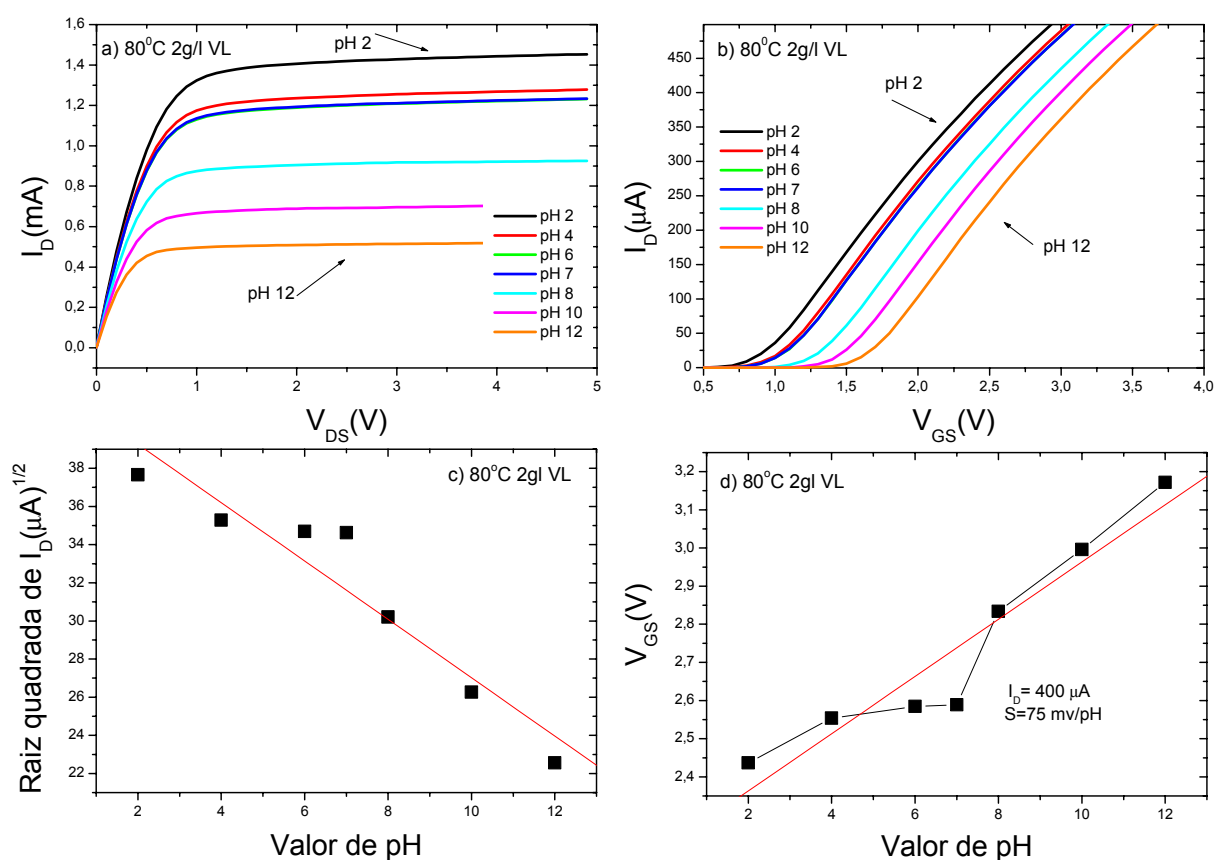 a) 80⁰C 2g/l VL
pH 2
1,6
1,4
1,2
1,0
0,8
0,6
0,4
0,2
0,0
I_D(mA)
pH 2
pH 4
pH 6
pH 7
pH 8
pH 10
pH 12
pH 12
0
1
2
3
4
5
V_DS(V)
b) 80⁰C 2g/l VL
pH 2
450
400
350
300
250
200
150
100
50
0
I_D(µA)
pH 2
pH 4
pH 6
pH 7
pH 8
pH 10
pH 12
pH 12
0,5
1,0
1,5
2,0
2,5
3,0
3,5
4,0
V_GS(V)
c) 80°C 2gl VL
38
36
34
32
30
28
26
24
22
Raiz quadrada de I_D(µA)^1/2
2
4
6
8
10
12
Valor de pH
d) 80°C 2gl VL
3,2
3,1
3,0
2,9
2,8
2,7
2,6
2,5
2,4
V_GS(V)
I_D= 400 µA
S=75 mv/pH
2
4
6
8
10
12
Valor de pH